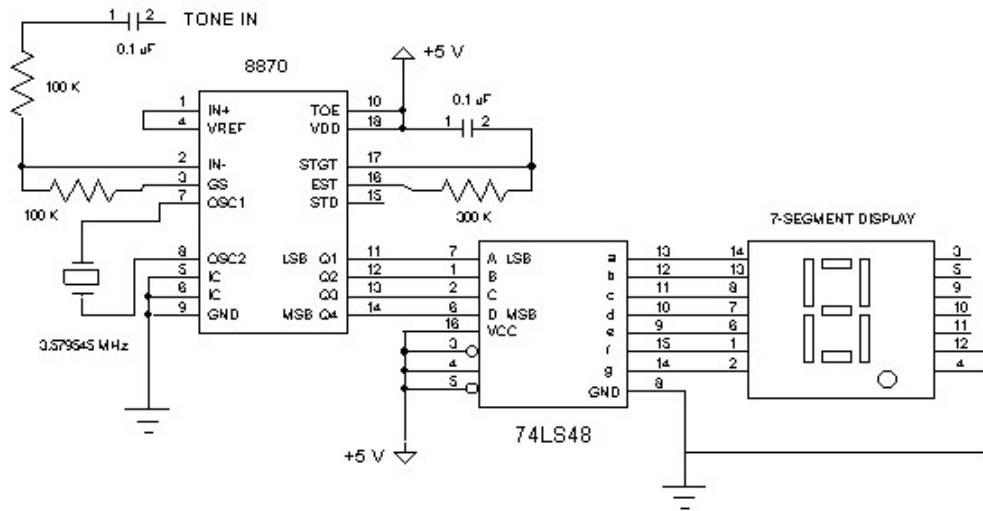 1 2 TONE IN
0.1 uF
+5 V
8870
100 K
0.1 uF
1 IN+ TOE 10
1 2
4 VREF VDD 18
2 IN- STGT 17
3 GS EST 16
7 OSC1 STD 15
100 K
300 K
7-SEGMENT DISPLAY
8 OSC2 LSB Q1 11 7 A LSB a 13 14 3
5 IC Q2 12 1 B b 12 13 5
6 IC Q3 13 2 C c 11 8 9
9 GND MSB Q4 14 6 D MSB d 10 7 10
16 VCC e 9 6 11
3.579545 MHz
3 f 15 1 12
4 g 14 2 4
5 GND 8
74LS48
+5 V